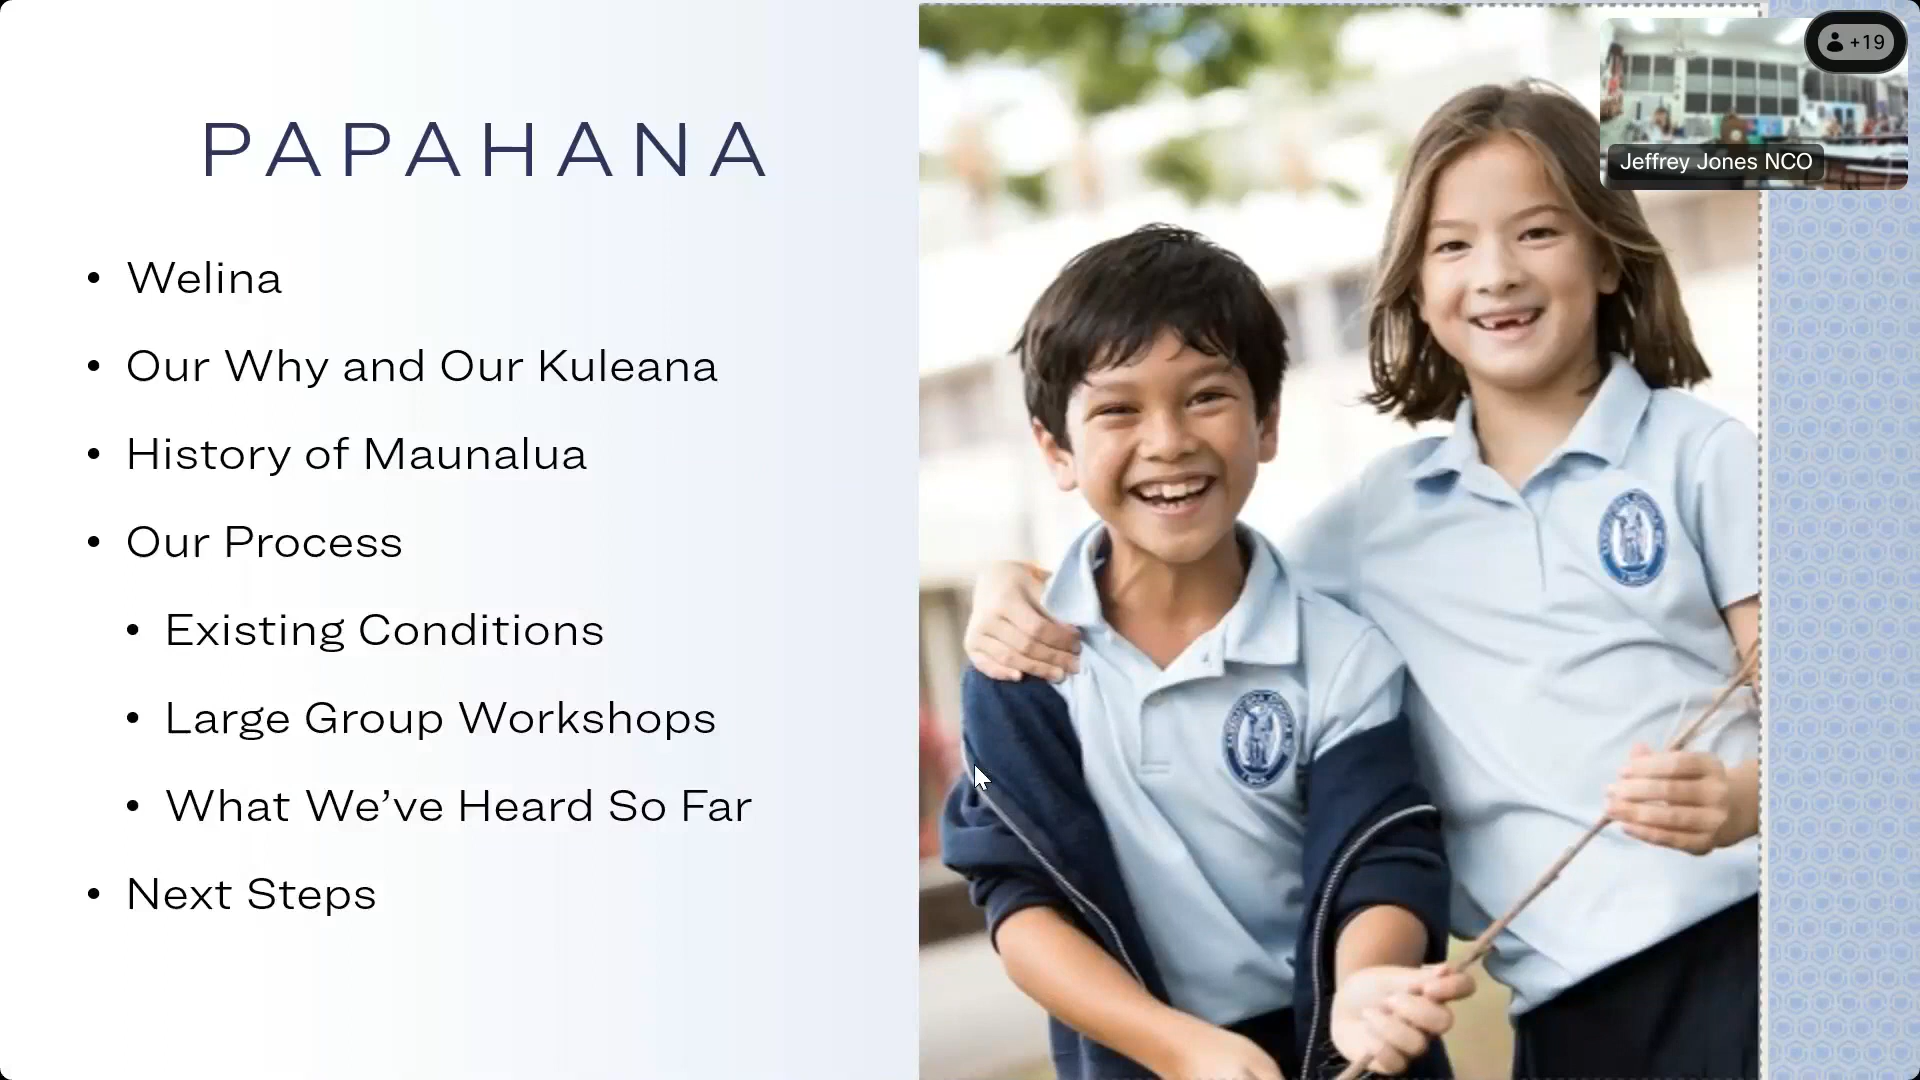 PAPAHANA
• Welina
• Our Why and Our Kuleana
• History of Maunalua
• Our Process
• Existing Conditions
• Large Group Workshops
• What We’ve Heard So Far
• Next Steps
+19
Jeffrey Jones NCO